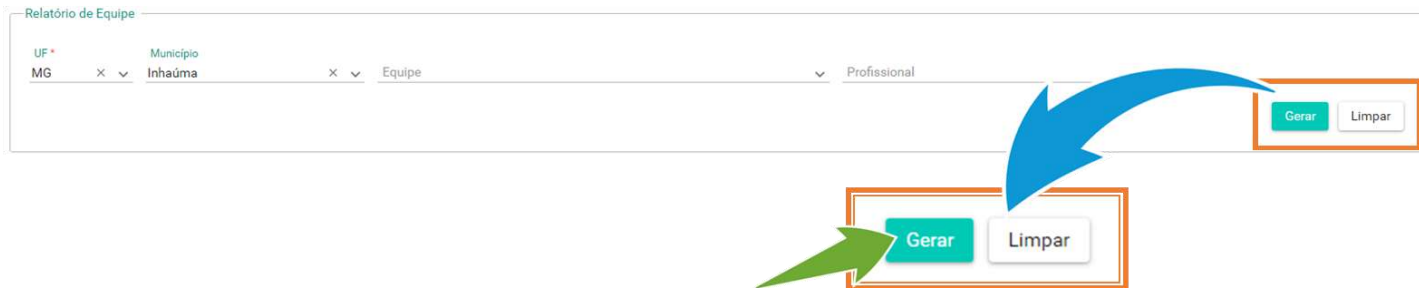 Relatório de Equipe
UF * Município
MG Inhaúma Equipe Profissional
Gerar Limpar
Gerar Limpar